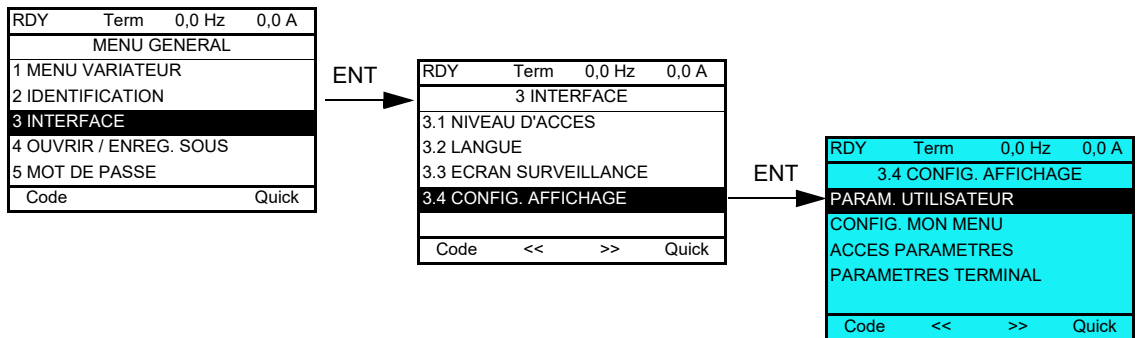 RDY Term 0,0 Hz 0,0 A
MENU GENERAL
1 MENU VARIATEUR
2 IDENTIFICATION
3 INTERFACE
4 OUVRIR / ENREG. SOUS
5 MOT DE PASSE
Code Quick
ENT
RDY Term 0,0 Hz 0,0 A
3 INTERFACE
3.1 NIVEAU D'ACCES
3.2 LANGUE
3.3 ECRAN SURVEILLANCE
3.4 CONFIG. AFFICHAGE
Code << >> Quick
ENT
RDY Term 0,0 Hz 0,0 A
3.4 CONFIG. AFFICHAGE
PARAM. UTILISATEUR
CONFIG. MON MENU
ACCES PARAMETRES
PARAMETRES TERMINAL
Code << >> Quick